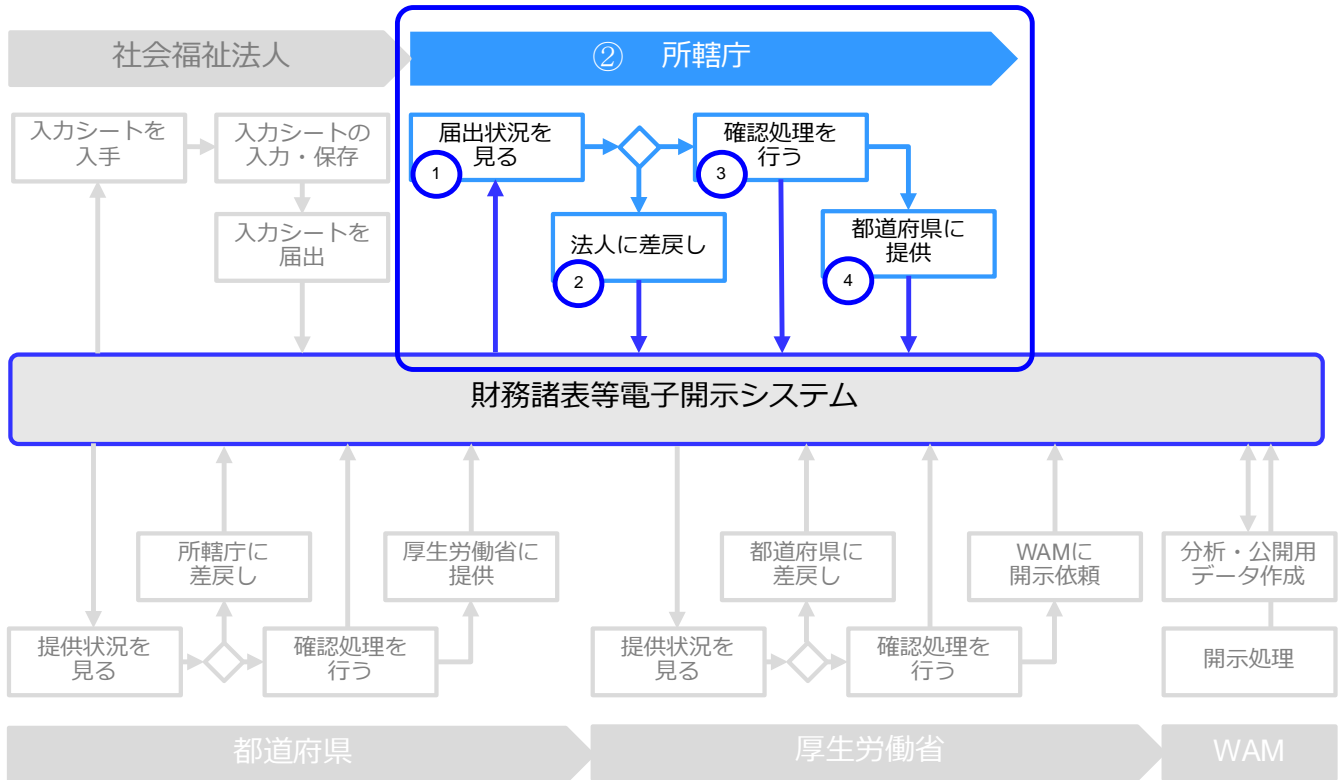 社会福祉法人
② 所轄庁
入力シートを
入手
入力シートの
入力・保存
入力シートを
届出
届出状況を
見る
1
法人に差戻し
2
確認処理を
行う
3
都道府県に
提供
4
財務諸表等電子開示システム
提供状況を
見る
所轄庁に
差戻し
確認処理を
行う
厚生労働省に
提供
提供状況を
見る
都道府県に
差戻し
確認処理を
行う
WAMに
開示依頼
分析・公開用
データ作成
開示処理
都道府県
厚生労働省
WAM